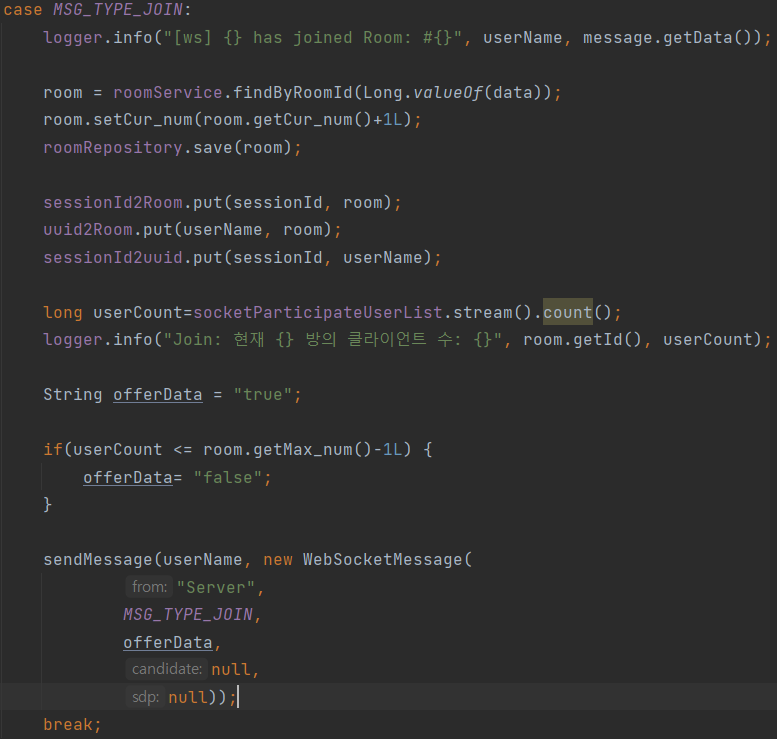 case MSG_TYPE_JOIN:
logger.info("[ws] {} has joined Room: #{}", userName, message.getData());
room = roomService.findByRoomId(Long.valueOf(data));
room.setCur_num(room.getCur_num()+1L);
roomRepository.save(room);
sessionId2Room.put(sessionId, room);
uuid2Room.put(userName, room);
sessionId2uuid.put(sessionId, userName);
long userCount=socketParticipateUserList.stream().count();
logger.info("Join: 현재 {} 방의 클라이언트 수: {}", room.getId(), userCount);
String offerData = "true";
if(userCount <= room.getMax_num()-1L) {
offerData= "false";
}
sendMessage(userName, new WebSocketMessage(
from: "Server",
MSG_TYPE_JOIN,
offerData,
candidate: null,
sdp: null));
break;